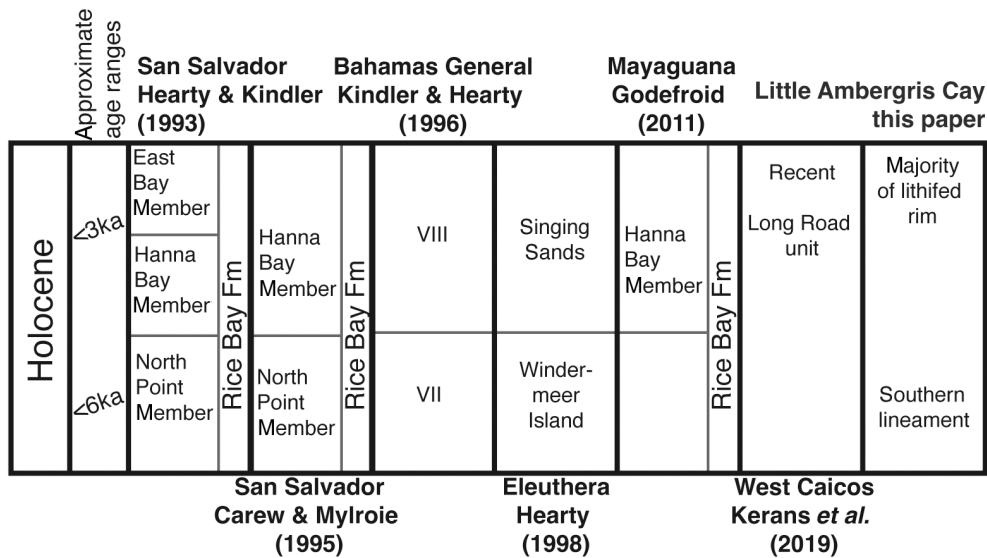 Approximate
age ranges
San Salvador
Hearty & Kindler
(1993)
Bahamas General
Kindler & Hearty
(1996)
Mayaguana
Godefroid
(2011)
Little Ambergris Cay
this paper
Holocene
<3ka
<6ka
East
Bay
Member
Hanna
Bay
Member
North
Point
Member
Rice Bay Fm
Hanna
Bay
Member
North
Point
Member
Rice Bay Fm
VIII
VII
Singing
Sands
Winder-
meer
Island
Hanna
Bay
Member
Rice Bay Fm
Recent
Long Road
unit
Majority
of lithifed
rim
Southern
lineament
San Salvador
Carew & Mylroie
(1995)
Eleuthera
Hearty
(1998)
West Caicos
Kerans et al.
(2019)